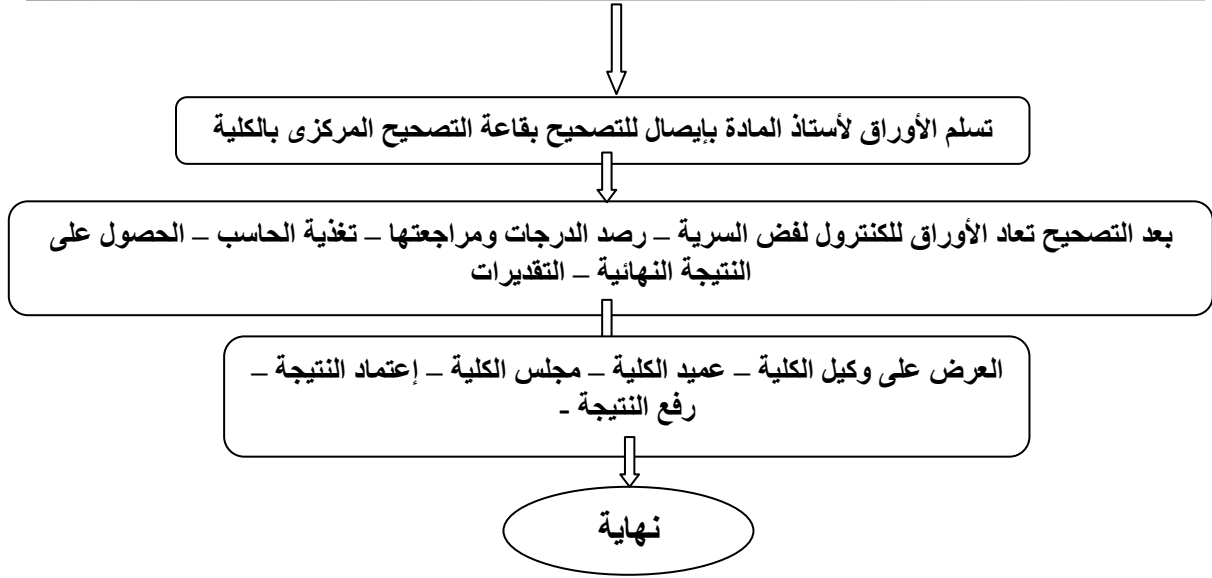 تسلم الأوراق لأستاذ المادة بإيصال للتصحيح بقاعة التصحيح المركزى بالكلية
بعد التصحيح تعاد الأوراق للكنترول لفض السرية – رصد الدرجات ومراجعتها – تغذية الحاسب – الحصول على
النتيجة النهائية – التقديرات
العرض على وكيل الكلية – عميد الكلية – مجلس الكلية – إعتماد النتيجة –
رفع النتيجة -
نهاية